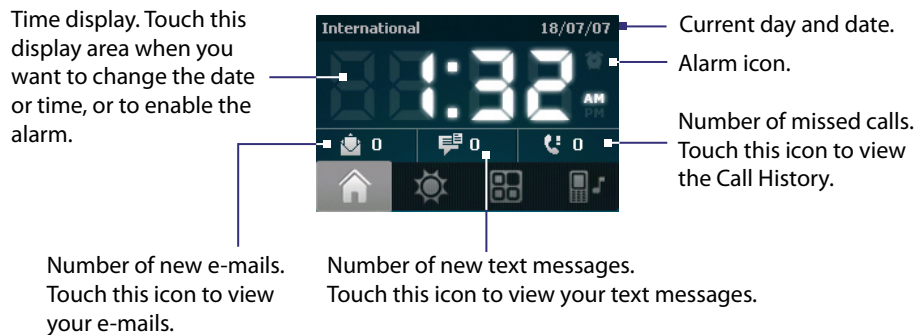 Time display. Touch this
display area when you
want to change the date
or time, or to enable the
alarm.
International 18/07/07
1:32
AM
PM
0 0 0
Current day and date.
Alarm icon.
Number of missed calls.
Touch this icon to view
the Call History.
Number of new e-mails.
Touch this icon to view
your e-mails.
Number of new text messages.
Touch this icon to view your text messages.